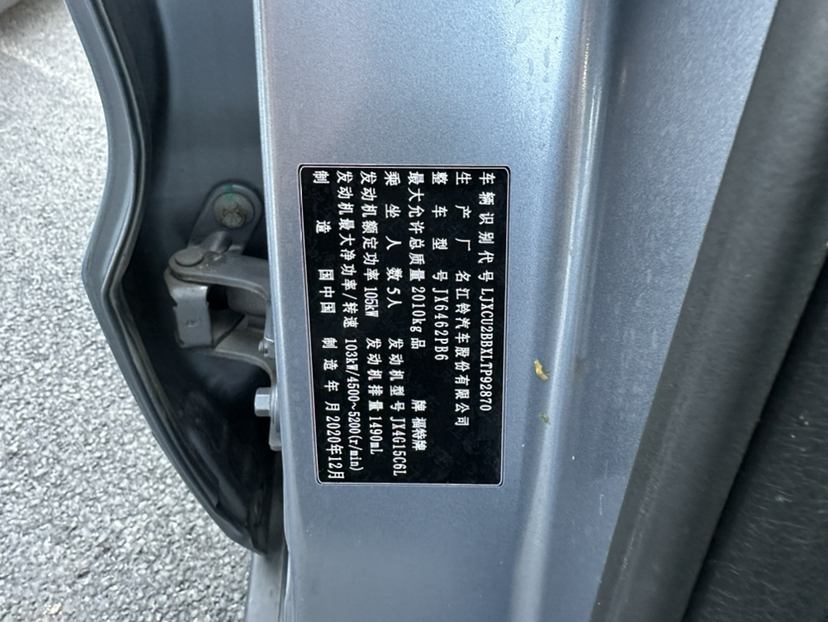 车辆识别代号 LJXCU2BBXLTP92870
生产厂名 江铃汽车股份有限公司
整车型号 JX6462PB6
最大允许总质量 2010kg 品牌 福特牌
乘坐人数 5人 发动机型号 JX4G15C6L
发动机额定功率 105kW 发动机排量 1490mL
发动机最大净功率/转速 103kW/4500~5200(r/min)
制造国 中国 制造年月 2020年12月